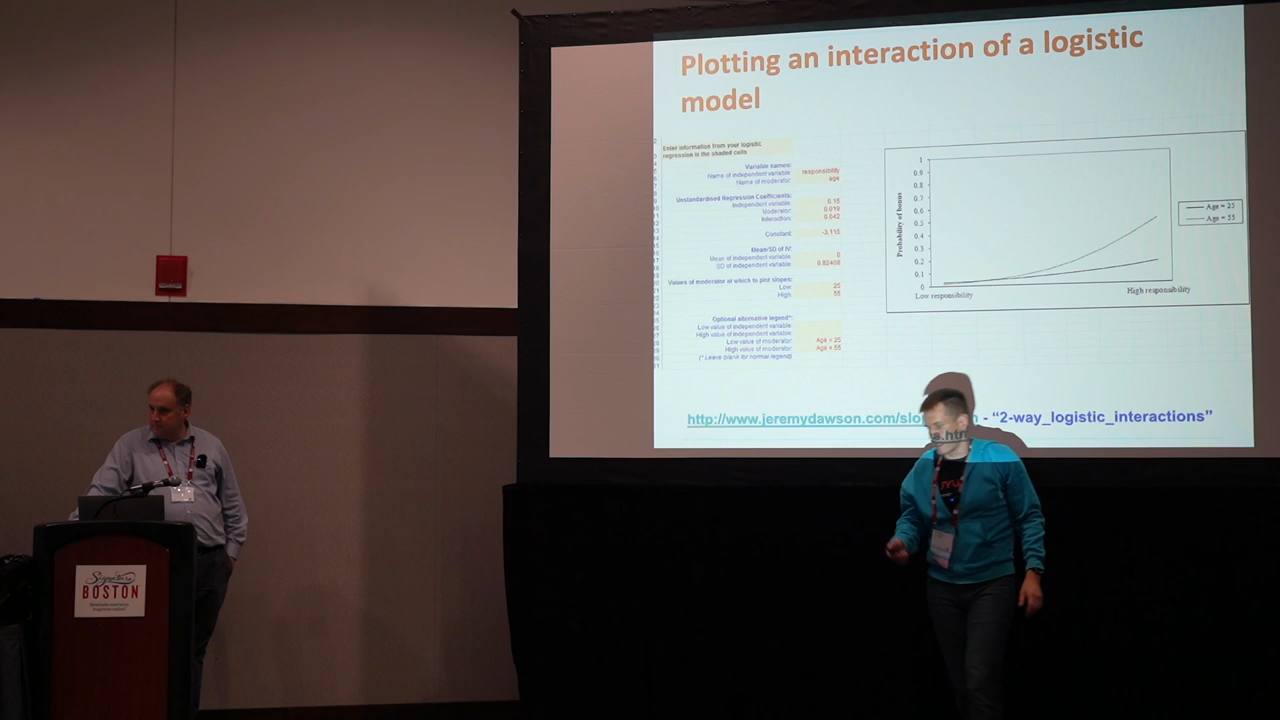 Plotting an interaction of a logistic
model
Enter information from your logistic
regression in the shaded cells
Variable names:
Name of independent variable: responsibility
Name of moderator: age
Unstandardised Regression Coefficients:
Independent variable: 0.15
Moderator: 0.019
Interaction: 0.042
Constant: -3.115
Mean/SD of IV:
Mean of independent variable: 0
SD of independent variable: 0.82408
Values of moderator at which to plot slopes:
Low: 25
High: 55
Optional alternative legend*:
Low value of independent variable:
High value of independent variable:
Low value of moderator: Age = 25
High value of moderator: Age = 55
(* Leave blank for normal legend)
Probability of bonus
1
0.9
0.8
0.7
0.6
0.5
0.4
0.3
0.2
0.1
0
Low responsibility
High responsibility
Age = 25
Age = 55
http://www.jeremydawson.com/slo
s.htm - "2-way_logistic_interactions"
Signature
BOSTON